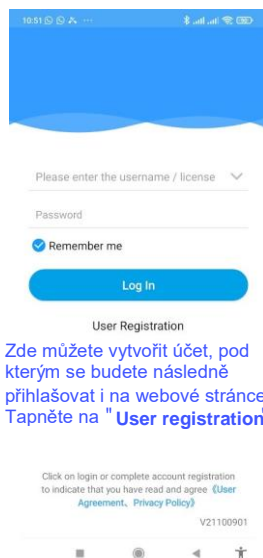 10:51 ...
Please enter the username / license
Password
Remember me
Log In
User Registration
Zde můžete vytvořit účet, pod
kterým se budete následně
přihlašovat i na webové stránce
Tapněte na "User registration"
Click on login or complete account registration
to indicate that you have read and agree《User
Agreement、Privacy Policy》
V21100901